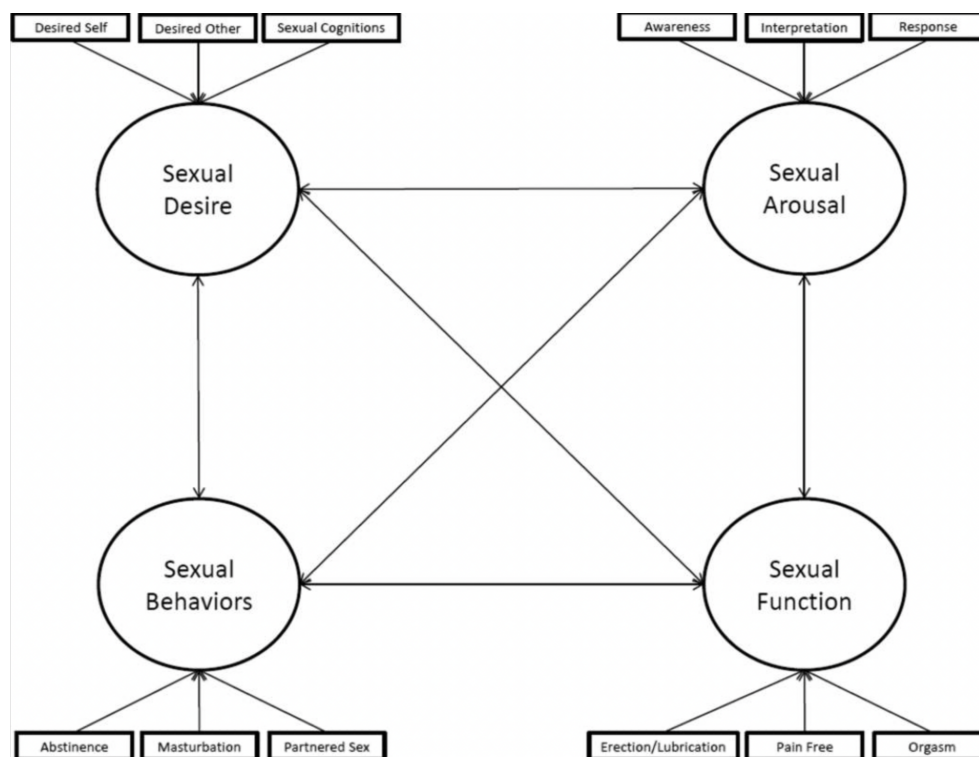 Desired Self
Desired Other
Sexual Cognitions
Awareness
Interpretation
Response
Sexual
Desire
Sexual
Arousal
Sexual
Behaviors
Sexual
Function
Abstinence
Masturbation
Partnered Sex
Erection/Lubrication
Pain Free
Orgasm